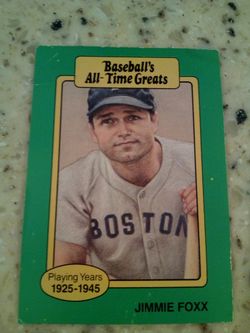 Baseball's
All-Time Greats
BOSTON
Playing Years
1925-1945
JIMMIE FOXX